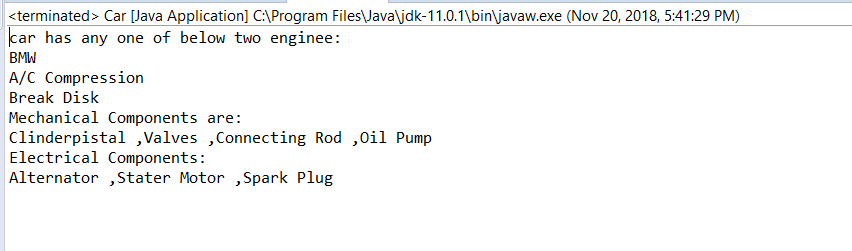 <terminated> Car [Java Application] C:\Program Files\Java\jdk-11.0.1\bin\javaw.exe (Nov 20, 2018, 5:41:29 PM)
car has any one of below two enginee:
BMW
A/C Compression
Break Disk
Mechanical Components are:
Clinderpistal ,Valves ,Connecting Rod ,Oil Pump
Electrical Components:
Alternator ,Stater Motor ,Spark Plug